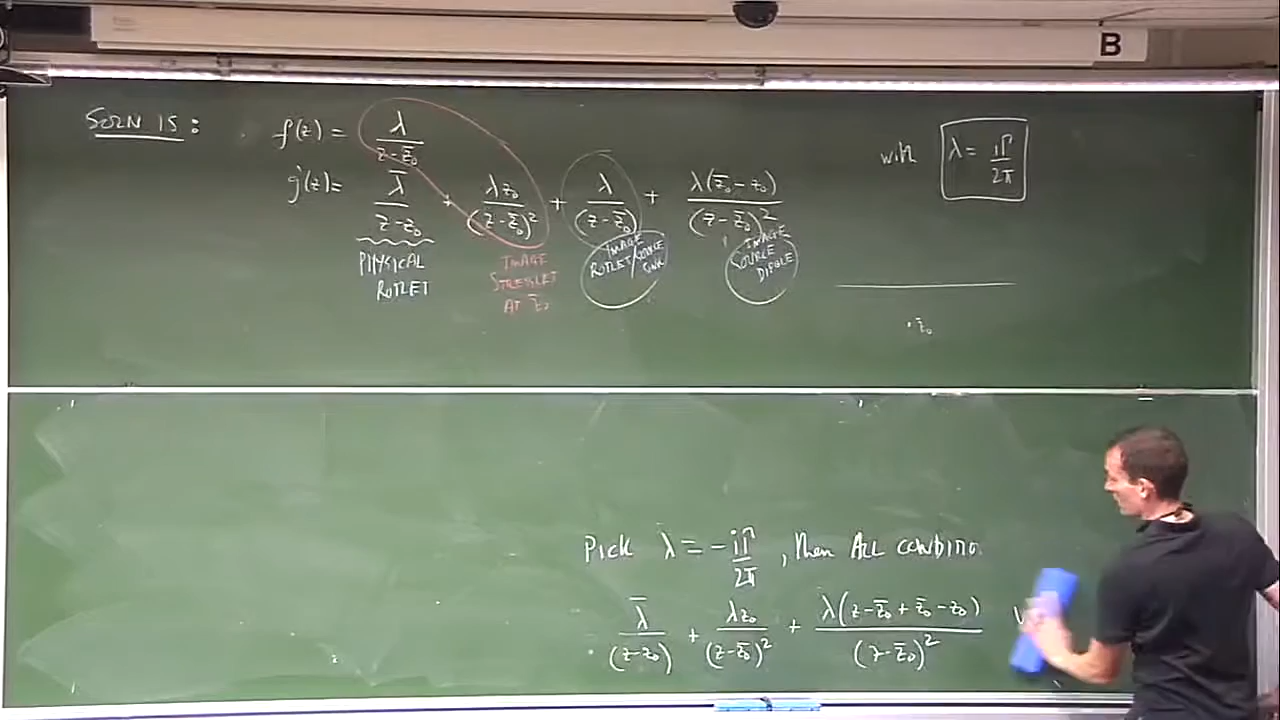 B
SOLN IS :
f(z) = λ/(z-z̄₀)
g'(z) = λ̄/(z-z₀) + λz₀/(z-z̄₀)² + λ/(z-z̄₀) + λ(z̄₀-z₀)/(z-z̄₀)²
with λ = iΓ/2π
PHYSICAL ROTLET
IMAGE STRESSLET AT z̄₀
IMAGE ROTLET/SOURCE SINK
IMAGE SOURCE DIPOLE
· z̄₀
Pick λ̄ = -iΓ/2π , then ALL combine
λ̄/(z-z₀) + λz₀/(z-z̄₀)² + λ(z-z̄₀+z̄₀-z₀)/(z-z̄₀)²